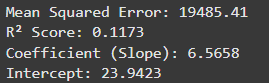 Mean Squared Error: 19485.41
R² Score: 0.1173
Coefficient (Slope): 6.5658
Intercept: 23.9423